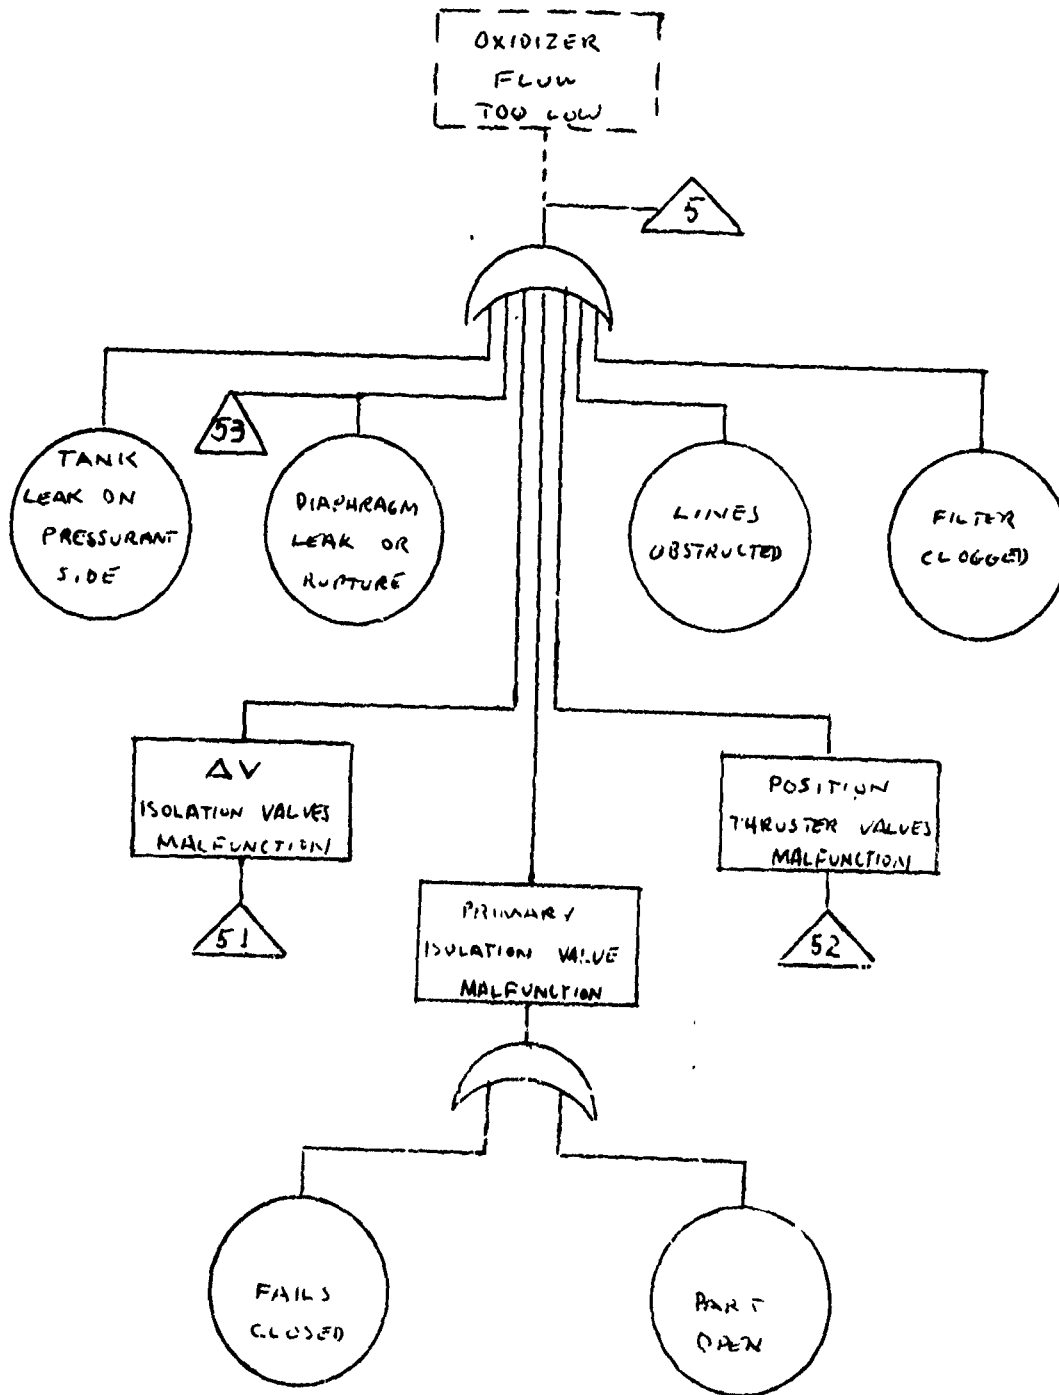 OXIDIZER
FLOW
TOO LOW
5
53
TANK
LEAK ON
PRESSURANT
SIDE
DIAPHRAGM
LEAK OR
RUPTURE
LINES
OBSTRUCTED
FILTER
CLOGGED
ΔV
ISOLATION VALVES
MALFUNCTION
51
POSITION
THRUSTER VALVES
MALFUNCTION
52
PRIMARY
ISOLATION VALVE
MALFUNCTION
FAILS
CLOSED
PART
OPEN